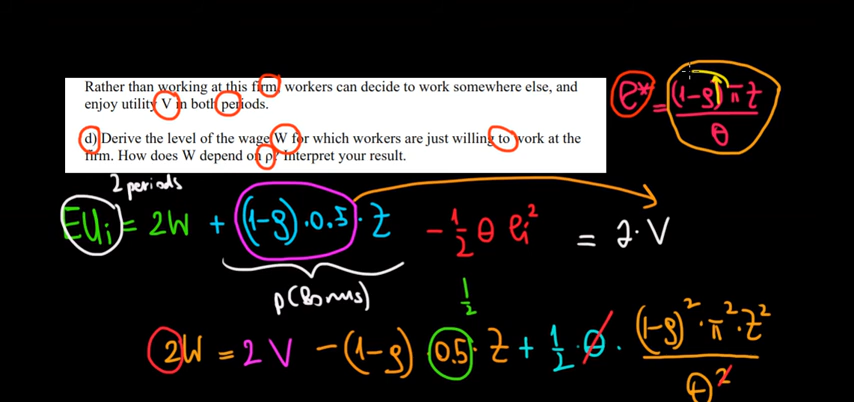 Rather than working at this firm, workers can decide to work somewhere else, and
enjoy utility V in both periods.
d) Derive the level of the wage W for which workers are just willing to work at the
firm. How does W depend on ρ? Interpret your result.
e* = (1-ρ)πz / θ
2 periods
EUi = 2W + (1-ρ)·0.5·Z - 1/2 θ ei² = 2·V
p(Bonus)
1/2
2W = 2V - (1-ρ) 0.5·Z + 1/2·θ· (1-ρ)²·π²·Z² / θ²